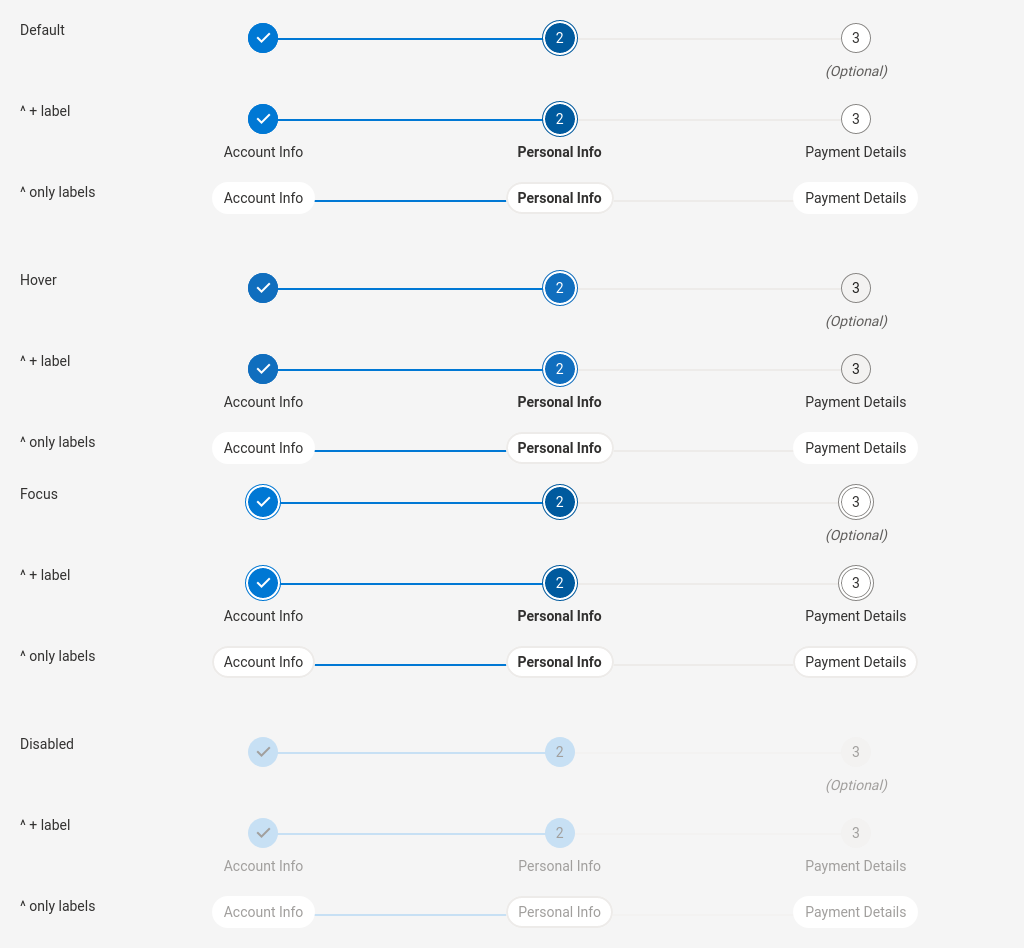 Default
2 3
(Optional)
^ + label
2 3
Account Info Personal Info Payment Details
^ only labels
Account Info Personal Info Payment Details
Hover
2 3
(Optional)
^ + label
2 3
Account Info Personal Info Payment Details
^ only labels
Account Info Personal Info Payment Details
Focus
2 3
(Optional)
^ + label
2 3
Account Info Personal Info Payment Details
^ only labels
Account Info Personal Info Payment Details
Disabled
2 3
(Optional)
^ + label
2 3
Account Info Personal Info Payment Details
^ only labels
Account Info Personal Info Payment Details